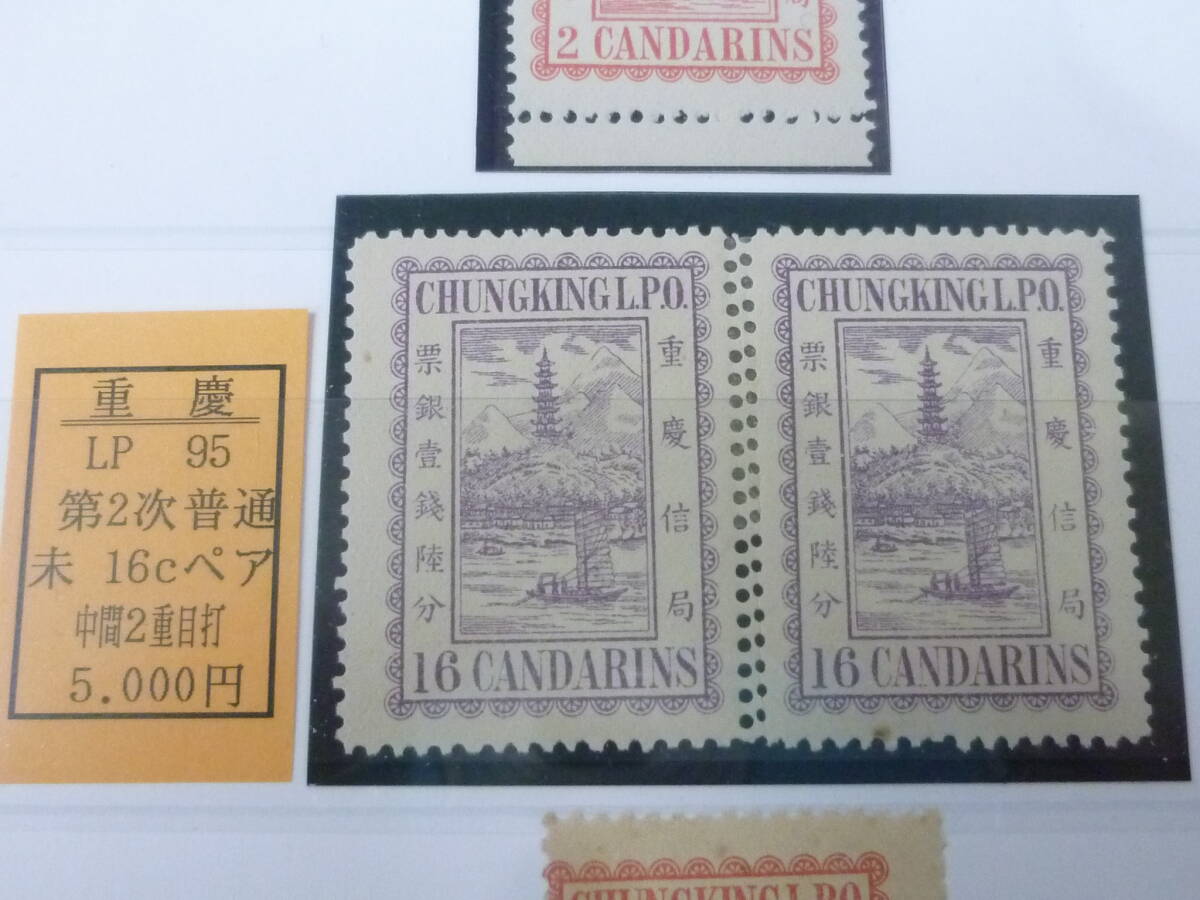 局
2 CANDARINS
重慶
LP 95
第2次普通
未 16cペア
中間2重目打
5.000円
CHUNGKING L.P.O.
重慶信局
票銀壹錢陸分
16 CANDARINS
CHUNGKING L.P.O.
重慶信局
票銀壹錢陸分
16 CANDARINS
CHUNGKING L.P.O.